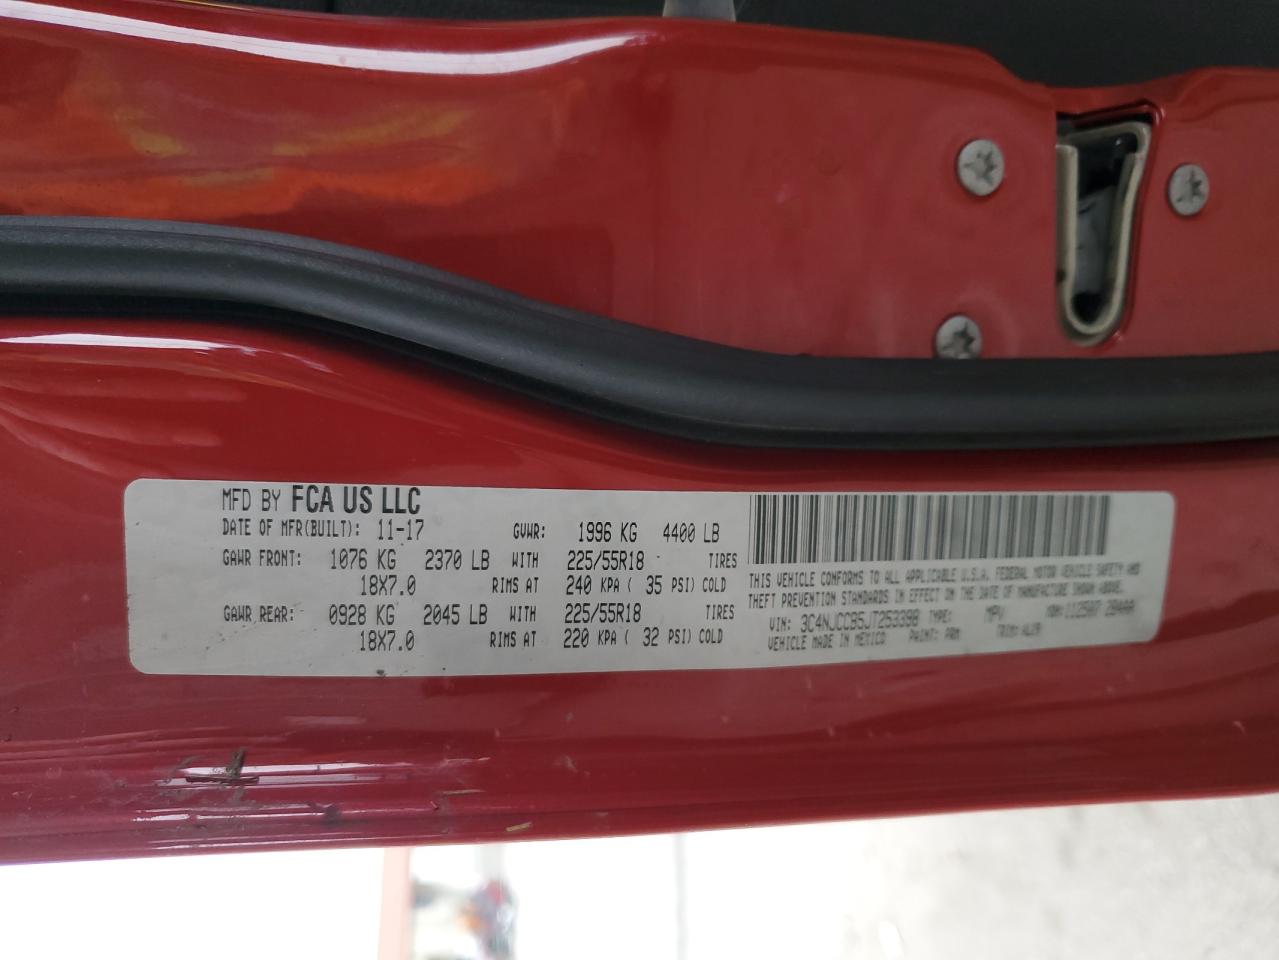 MFD BY FCA US LLC
DATE OF MFR(BUILT): 11-17 GVWR: 1996 KG 4400 LB
GAWR FRONT: 1076 KG 2370 LB WITH 225/55R18 TIRES
18X7.0 RIMS AT 240 KPA ( 35 PSI) COLD
GAWR REAR: 0928 KG 2045 LB WITH 225/55R18 TIRES
18X7.0 RIMS AT 220 KPA ( 32 PSI) COLD
THIS VEHICLE CONFORMS TO ALL APPLICABLE U.S.A. FEDERAL MOTOR VEHICLE SAFETY AND
THEFT PREVENTION STANDARDS IN EFFECT ON THE DATE OF MANUFACTURE SHOWN ABOVE.
VIN: 3C4NJCCB5JT253398 TYPE: MPV
VEHICLE MADE IN MEXICO PAINT: PRM TRIM: